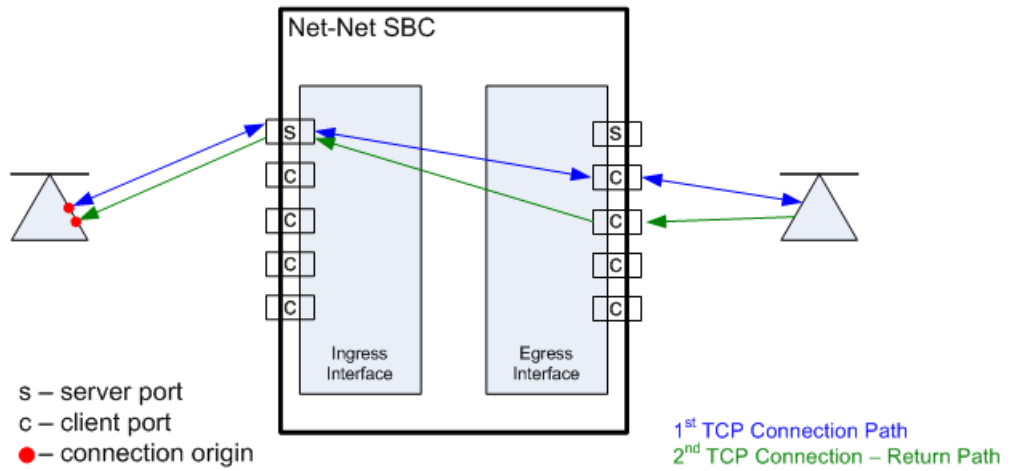 Net-Net SBC
S
C
C
C
C
S
C
C
C
C
Ingress
Interface
Egress
Interface
s – server port
c – client port
– connection origin
1st TCP Connection Path
2nd TCP Connection – Return Path